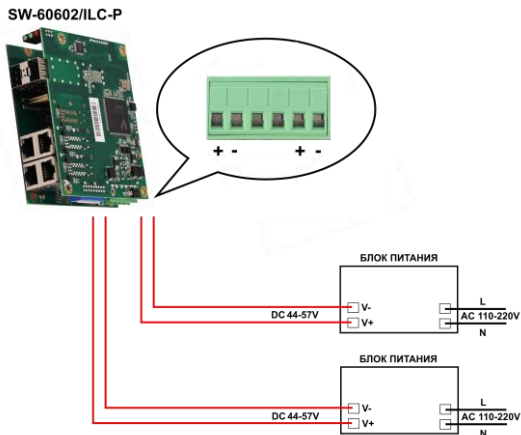 SW-60602/ILC-P
+ - + -
БЛОК ПИТАНИЯ
V-
V+
DC 44-57V
L
AC 110-220V
N
БЛОК ПИТАНИЯ
V-
V+
DC 44-57V
L
AC 110-220V
N